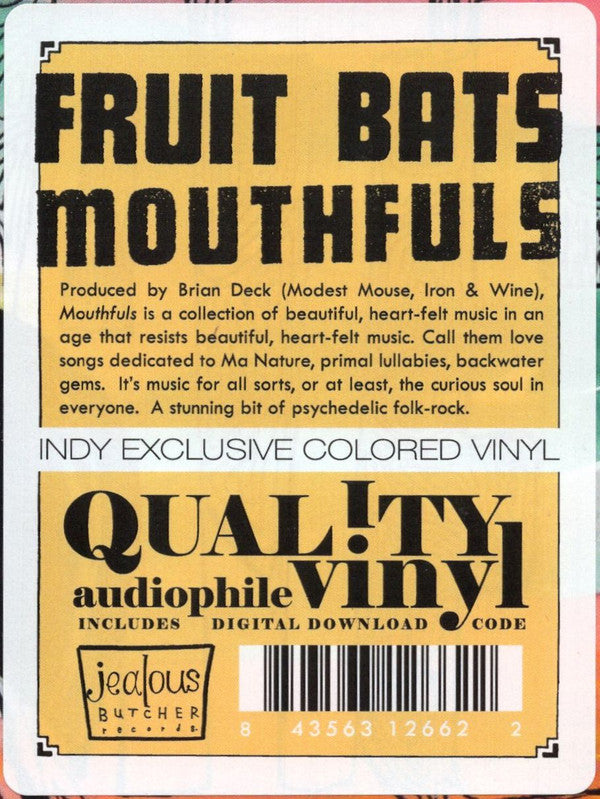 FRUIT BATS
MOUTHFULS
Produced by Brian Deck (Modest Mouse, Iron & Wine),
Mouthfuls is a collection of beautiful, heart-felt music in an
age that resists beautiful, heart-felt music. Call them love
songs dedicated to Ma Nature, primal lullabies, backwater
gems. It's music for all sorts, or at least, the curious soul in
everyone. A stunning bit of psychedelic folk-rock.
INDY EXCLUSIVE COLORED VINYL
QUAL!TY
audiophile vinyl
INCLUDES DIGITAL DOWNLOAD CODE
jealous
BUTCHER
records.
8 43563 12662 2